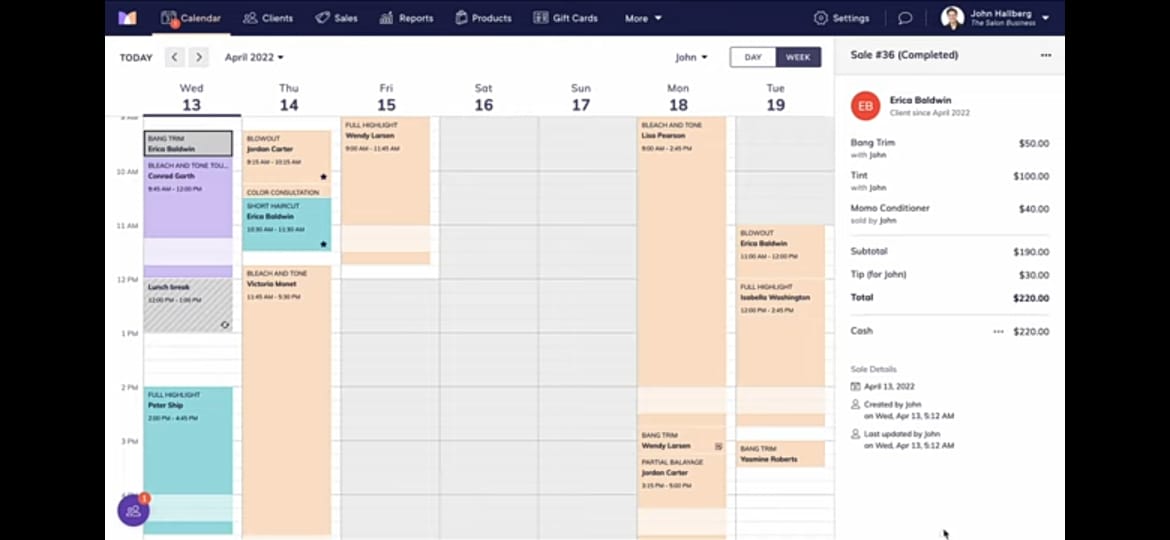 Calendar
Clients
Sales
Reports
Products
Gift Cards
More
Settings
John Hallberg
The Salon Business
TODAY
April 2022
John
DAY
WEEK
Wed
13
Thu
14
Fri
15
Sat
16
Sun
17
Mon
18
Tue
19
10 AM
11 AM
12 PM
1 PM
2 PM
3 PM
BANG TRIM
Erica Baldwin
BLEACH AND TONE TOU...
Conrad Garth
9:45 AM - 12:00 PM
Lunch break
12:00 PM - 1:00 PM
FULL HIGHLIGHT
Peter Ship
2:00 PM - 4:45 PM
1
BLOWOUT
Jordan Carter
9:15 AM - 10:15 AM
COLOR CONSULTATION
SHORT HAIRCUT
Erica Baldwin
10:30 AM - 11:30 AM
BLEACH AND TONE
Victoria Monet
11:45 AM - 5:30 PM
FULL HIGHLIGHT
Wendy Larsen
9:00 AM - 11:45 AM
BLEACH AND TONE
Lisa Pearson
9:00 AM - 2:45 PM
BANG TRIM
Wendy Larsen
PARTIAL BALAYAGE
Jordan Carter
3:15 PM - 5:00 PM
BLOWOUT
Erica Baldwin
11:00 AM - 12:00 PM
FULL HIGHLIGHT
Isabella Washington
12:00 PM - 2:45 PM
BANG TRIM
Yasmine Roberts
Sale #36 (Completed)
EB
Erica Baldwin
Client since April 2022
Bang Trim $50.00
with John
Tint $100.00
with John
Momo Conditioner $40.00
sold by John
Subtotal $190.00
Tip (for John) $30.00
Total $220.00
Cash ••• $220.00
Sale Details
April 13, 2022
Created by John
on Wed, Apr 13, 5:12 AM
Last updated by John
on Wed, Apr 13, 5:12 AM